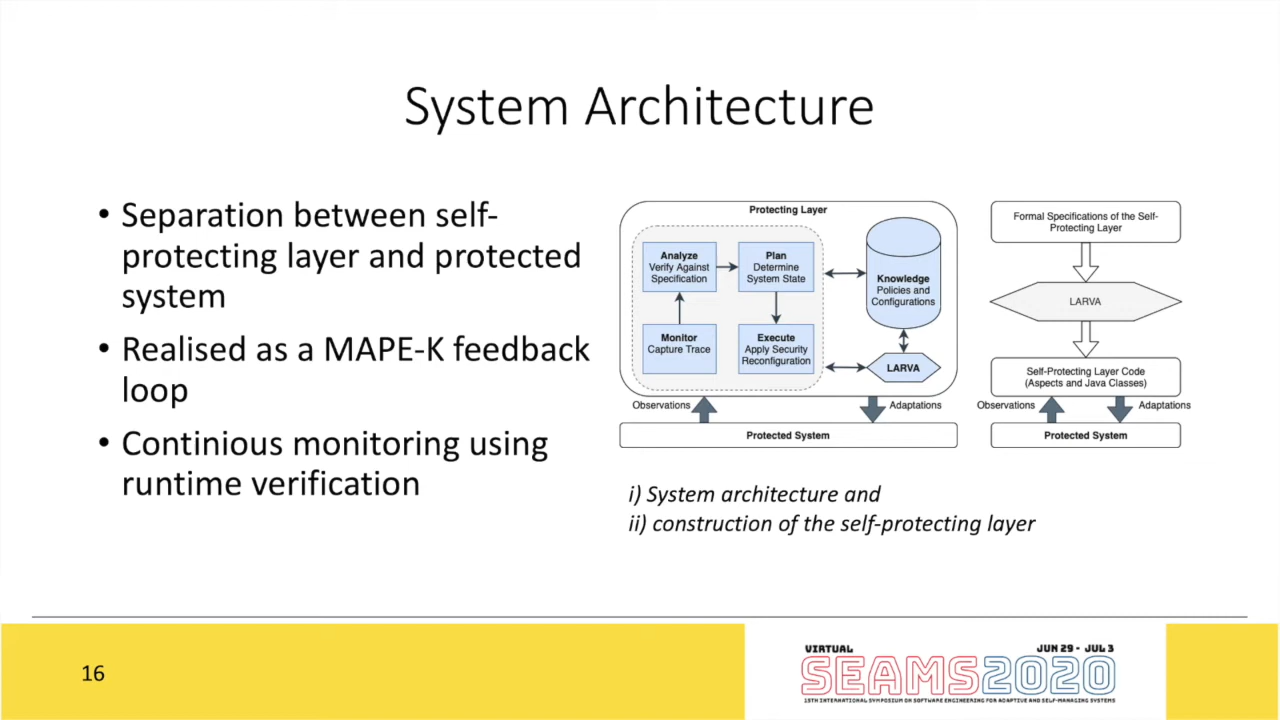 System Architecture
• Separation between self-
protecting layer and protected
system
• Realised as a MAPE-K feedback
loop
• Continious monitoring using
runtime verification
Protecting Layer
Analyze
Verify Against
Specification
Plan
Determine
System State
Monitor
Capture Trace
Execute
Apply Security
Reconfiguration
Knowledge
Policies and
Configurations
LARVA
Observations
Adaptations
Protected System
Formal Specifications of the Self-
Protecting Layer
LARVA
Self-Protecting Layer Code
(Aspects and Java Classes)
Observations
Adaptations
Protected System
i) System architecture and
ii) construction of the self-protecting layer
16
VIRTUAL
JUN 29 - JUL 3
SEAMS2020
15TH INTERNATIONAL SYMPOSIUM ON SOFTWARE ENGINEERING FOR ADAPTIVE AND SELF-MANAGING SYSTEMS